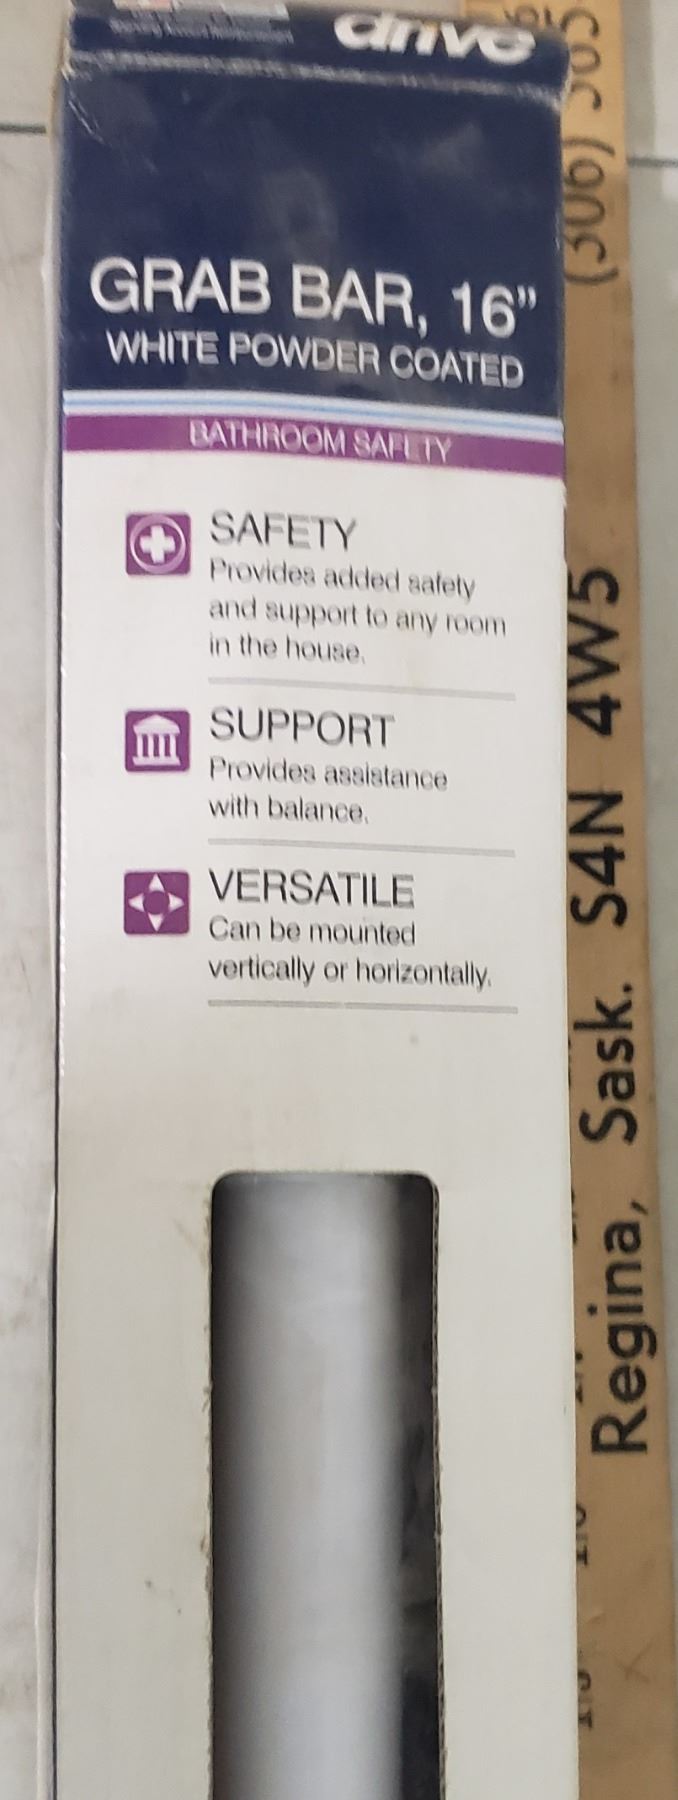 drive
GRAB BAR, 16”
WHITE POWDER COATED
BATHROOM SAFETY
SAFETY
Provides added safety
and support to any room
in the house.
SUPPORT
Provides assistance
with balance.
VERSATILE
Can be mounted
vertically or horizontally.
Regina, Sask. S4N 4W5
(306)